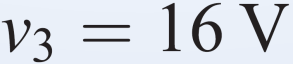 v₃ = 16 V